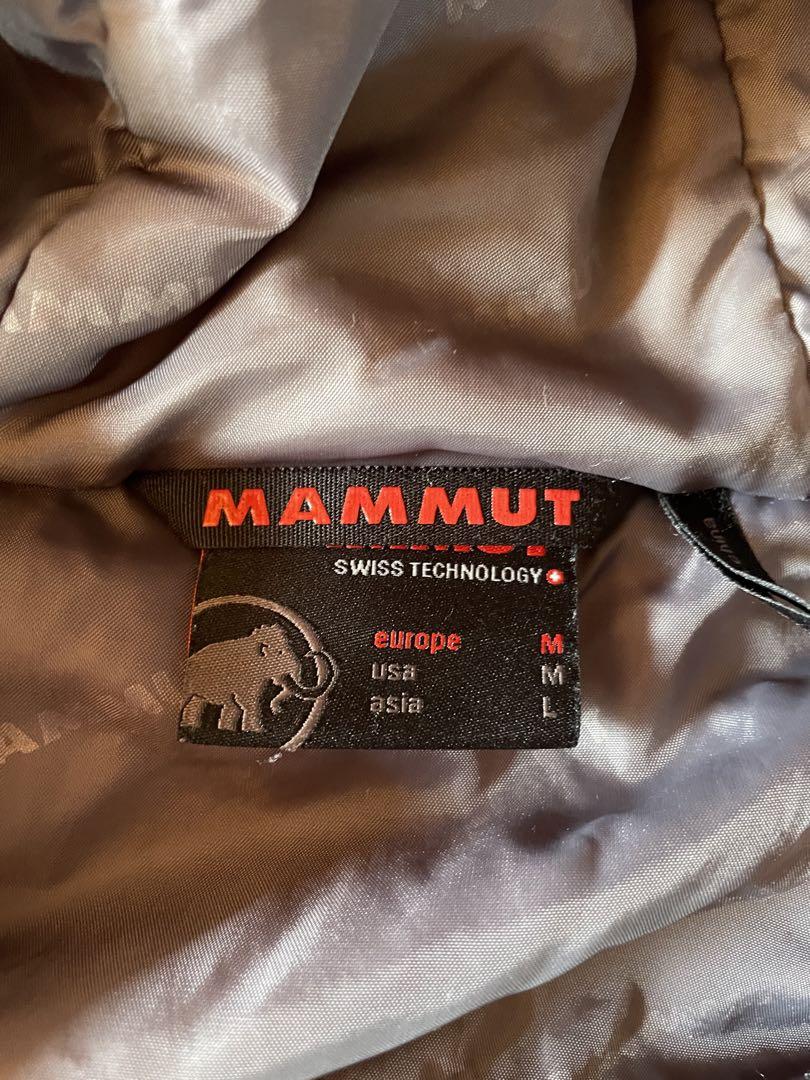 MAMMUT
SWISS TECHNOLOGY
europe M
usa M
asia L